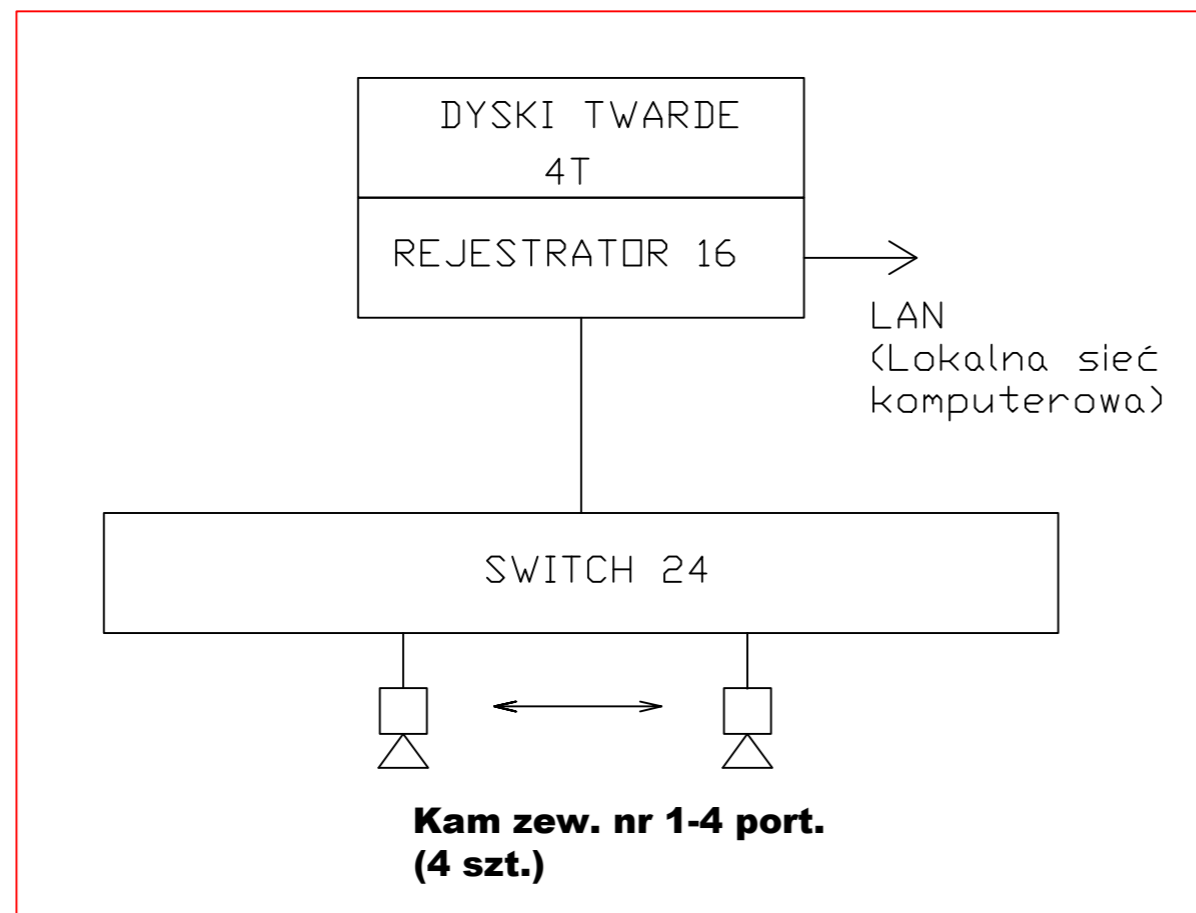 DYSKI TWARDE
4T
REJESTRATOR 16
LAN
(Lokalna sieć
komputerowa)
SWITCH 24
Kam zew. nr 1-4 port.
(4 szt.)